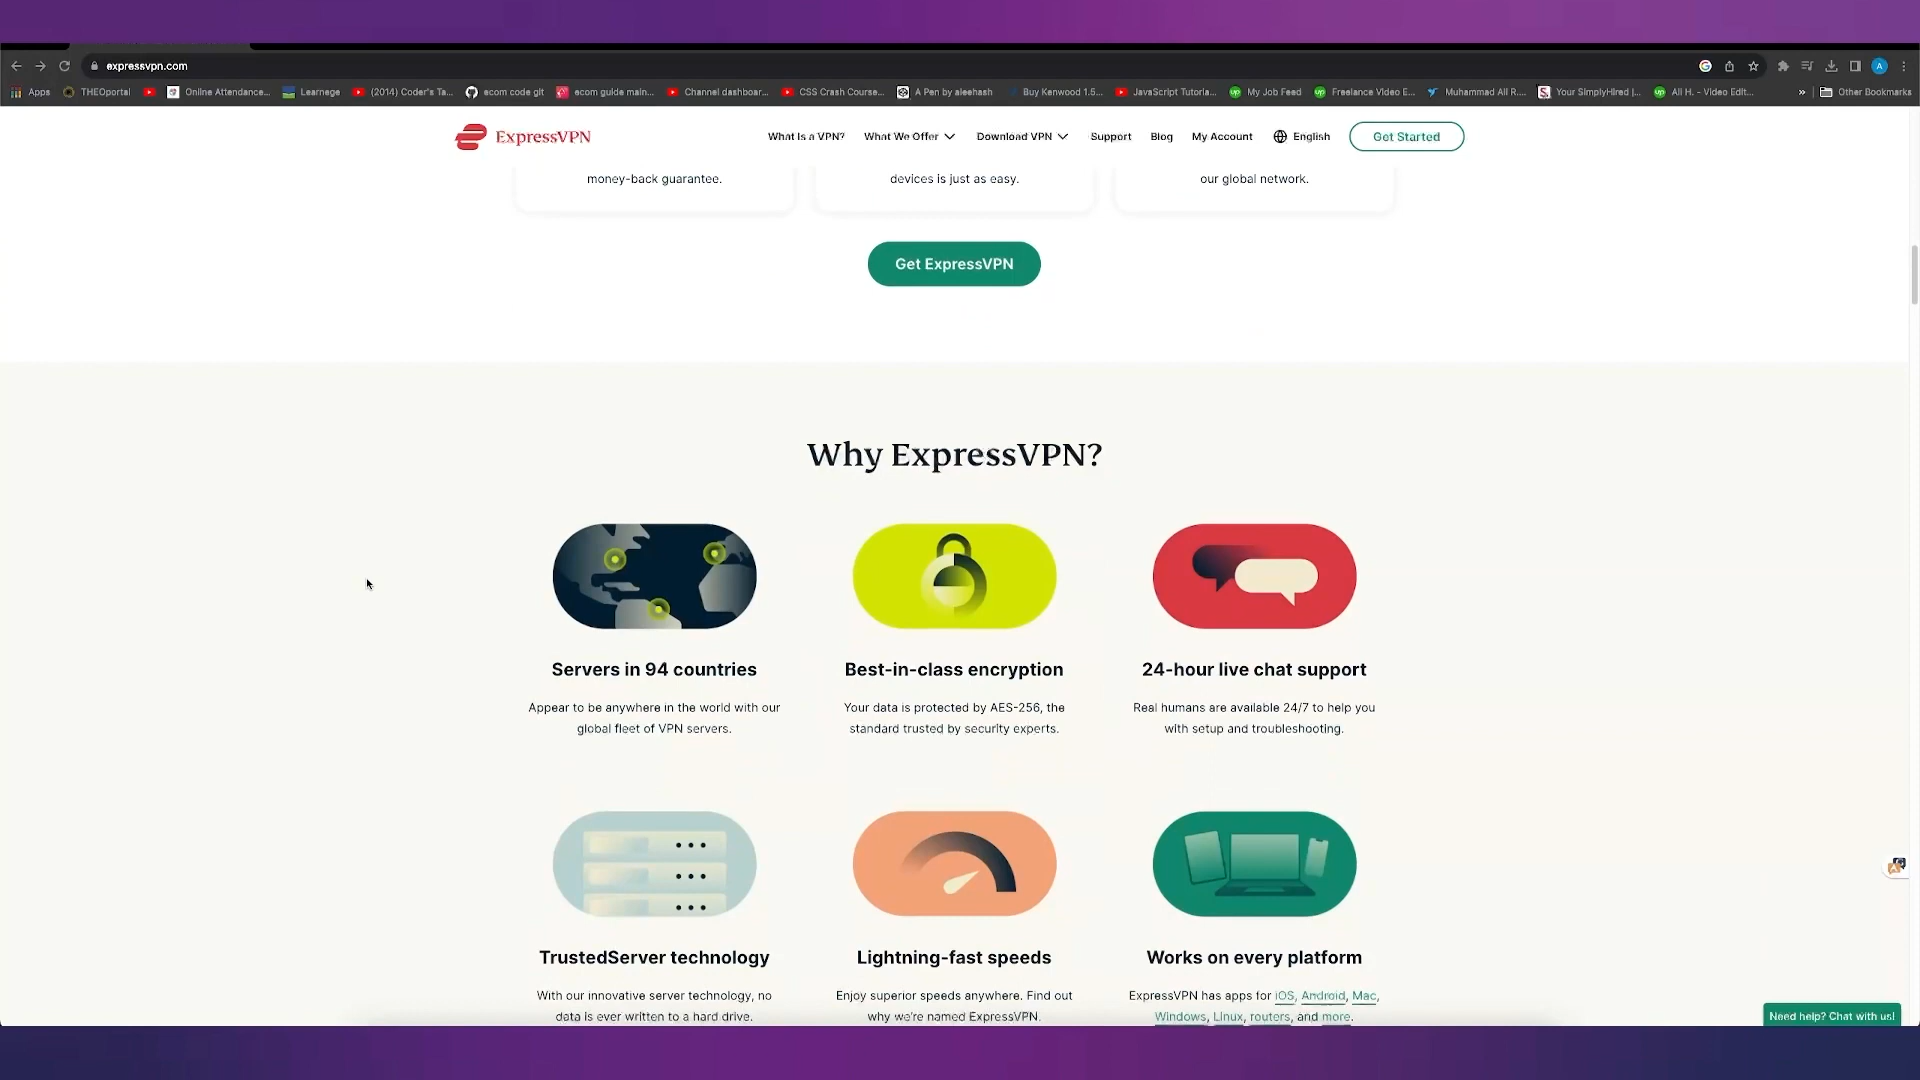 expressvpn.com
A
Apps THEOportal Online Attendance... Learnege (2014) Coder's Ta... ecom code git ecom guide main... Channel dashboar... CSS Crash Course... A Pen by aleehash Buy Kenwood 1.5... JavaScript Tutoria... My Job Feed Freelance Video E... Muhammad Ali R... Your SimplyHired |... Ali H. - Video Edit... » Other Bookmarks
ExpressVPN What Is a VPN? What We Offer Download VPN Support Blog My Account English Get Started
money-back guarantee. devices is just as easy. our global network.
Get ExpressVPN
Why ExpressVPN?
Servers in 94 countries Best-in-class encryption 24-hour live chat support
Appear to be anywhere in the world with our Your data is protected by AES-256, the Real humans are available 24/7 to help you
global fleet of VPN servers. standard trusted by security experts. with setup and troubleshooting.
TrustedServer technology Lightning-fast speeds Works on every platform
With our innovative server technology, no Enjoy superior speeds anywhere. Find out ExpressVPN has apps for iOS, Android, Mac,
data is ever written to a hard drive. why we're named ExpressVPN. Windows, Linux, routers, and more.
Need help? Chat with us!